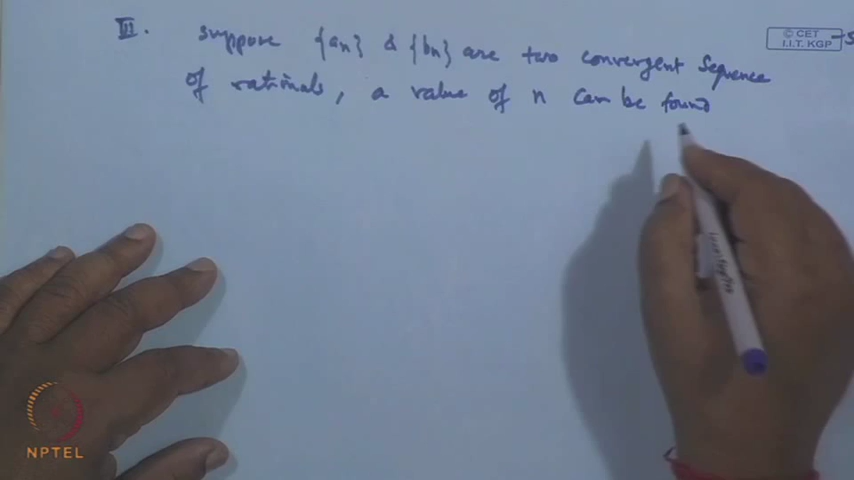 III. suppose {an} & {bn} are two convergent Sequence
of rationals, a value of n can be found
© CET
I.I.T. KGP
NPTEL